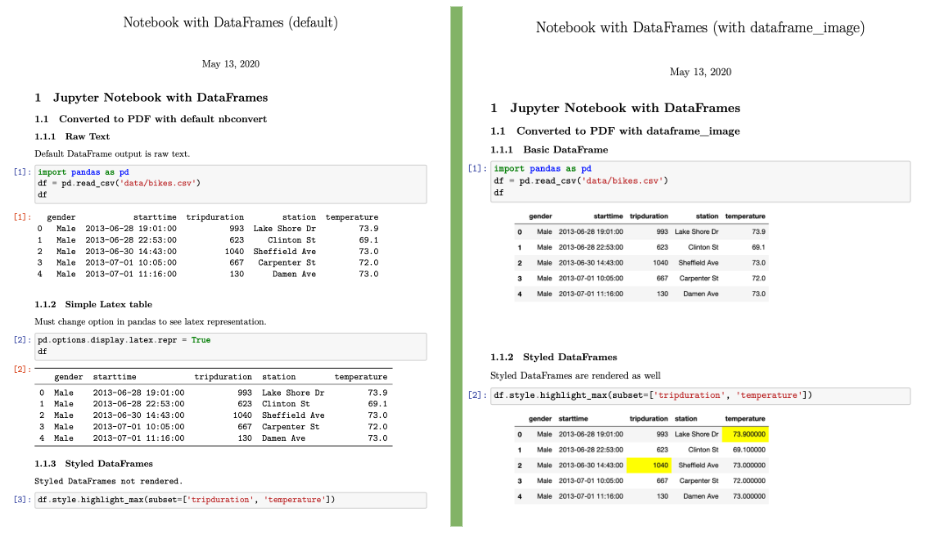 Notebook with DataFrames (default)
May 13, 2020
1 Jupyter Notebook with DataFrames
1.1 Converted to PDF with default nbconvert
1.1.1 Raw Text
Default DataFrame output is raw text.
[1]: import pandas as pd
df = pd.read_csv('data/bikes.csv')
df
[1]: gender starttime tripduration station temperature
0 Male 2013-06-28 19:01:00 993 Lake Shore Dr 73.9
1 Male 2013-06-28 22:53:00 623 Clinton St 69.1
2 Male 2013-06-30 14:43:00 1040 Sheffield Ave 73.0
3 Male 2013-07-01 10:05:00 667 Carpenter St 72.0
4 Male 2013-07-01 11:16:00 130 Damen Ave 73.0
1.1.2 Simple Latex table
Must change option in pandas to see latex representation.
[2]: pd.options.display.latex.repr = True
df
[2]:
gender starttime tripduration station temperature
0 Male 2013-06-28 19:01:00 993 Lake Shore Dr 73.9
1 Male 2013-06-28 22:53:00 623 Clinton St 69.1
2 Male 2013-06-30 14:43:00 1040 Sheffield Ave 73.0
3 Male 2013-07-01 10:05:00 667 Carpenter St 72.0
4 Male 2013-07-01 11:16:00 130 Damen Ave 73.0
1.1.3 Styled DataFrames
Styled DataFrames not rendered.
[3]: df.style.highlight_max(subset=['tripduration', 'temperature'])
Notebook with DataFrames (with dataframe_image)
May 13, 2020
1 Jupyter Notebook with DataFrames
1.1 Converted to PDF with dataframe_image
1.1.1 Basic DataFrame
[1]: import pandas as pd
df = pd.read_csv('data/bikes.csv')
df
gender starttime tripduration station temperature
0 Male 2013-06-28 19:01:00 993 Lake Shore Dr 73.9
1 Male 2013-06-28 22:53:00 623 Clinton St 69.1
2 Male 2013-06-30 14:43:00 1040 Sheffield Ave 73.0
3 Male 2013-07-01 10:05:00 667 Carpenter St 72.0
4 Male 2013-07-01 11:16:00 130 Damen Ave 73.0
1.1.2 Styled DataFrames
Styled DataFrames are rendered as well
[2]: df.style.highlight_max(subset=['tripduration', 'temperature'])
gender starttime tripduration station temperature
0 Male 2013-06-28 19:01:00 993 Lake Shore Dr 73.900000
1 Male 2013-06-28 22:53:00 623 Clinton St 69.100000
2 Male 2013-06-30 14:43:00 1040 Sheffield Ave 73.000000
3 Male 2013-07-01 10:05:00 667 Carpenter St 72.000000
4 Male 2013-07-01 11:16:00 130 Damen Ave 73.000000